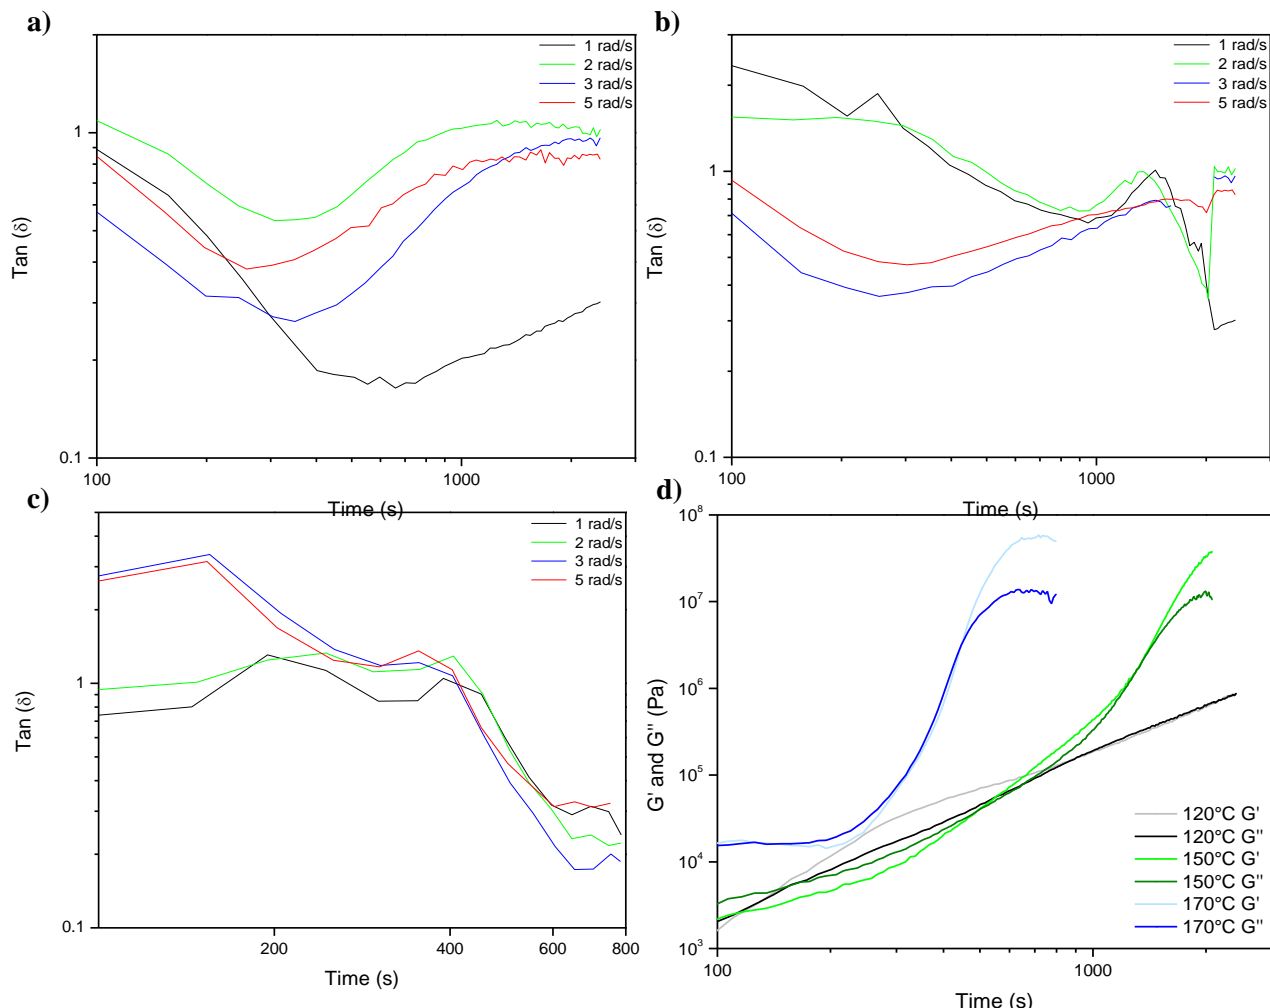 a)
1 rad/s
2 rad/s
3 rad/s
5 rad/s
1
0.1
Tan (δ)
100
1000
Time (s)
b)
1 rad/s
2 rad/s
3 rad/s
5 rad/s
1
0.1
Tan (δ)
100
1000
Time (s)
c)
1 rad/s
2 rad/s
3 rad/s
5 rad/s
1
0.1
Tan (δ)
200
400
600
800
Time (s)
d)
10⁸
10⁷
10⁶
10⁵
10⁴
10³
G' and G'' (Pa)
120°C G'
120°C G''
150°C G'
150°C G''
170°C G'
170°C G''
100
1000
Time (s)